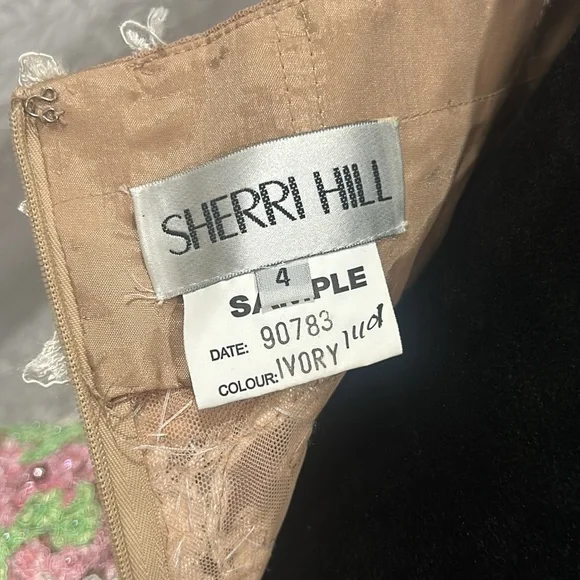 SHERRI HILL
4
SAMPLE
DATE: 90783
COLOUR: IVORY